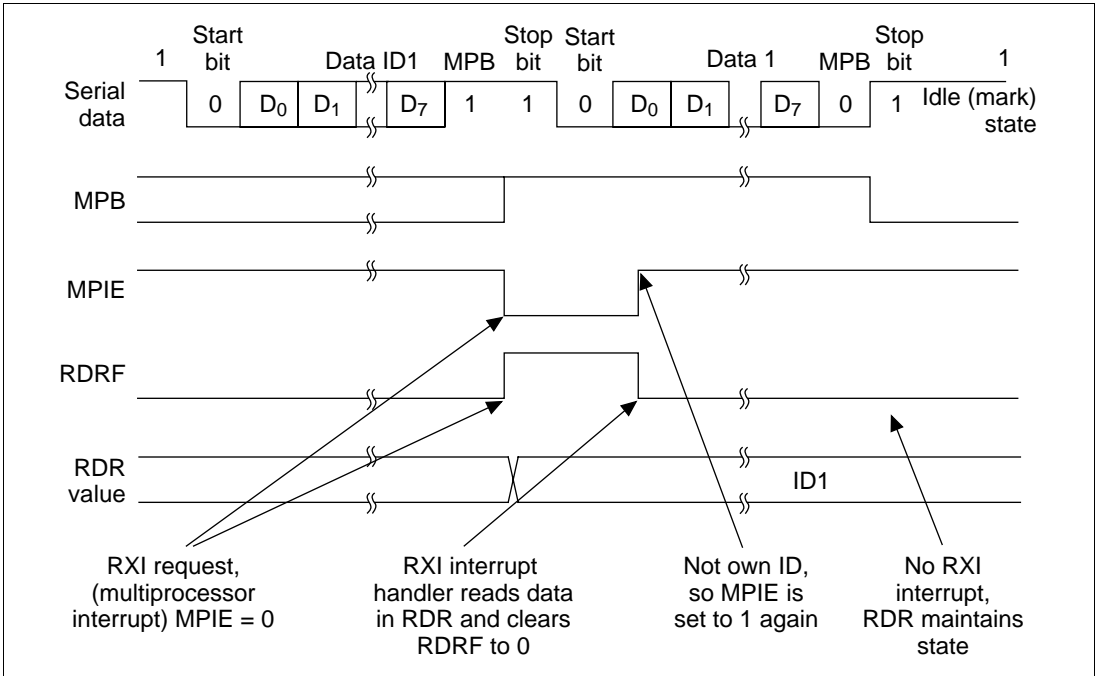 1 Start bit Data ID1 MPB Stop bit Start bit Data 1 MPB Stop bit 1
Serial data 0 D0 D1 D7 1 1 0 D0 D1 D7 0 1 Idle (mark) state
MPB
MPIE
RDRF
RDR value
ID1
RXI request,
(multiprocessor
interrupt) MPIE = 0
RXI interrupt
handler reads data
in RDR and clears
RDRF to 0
Not own ID,
so MPIE is
set to 1 again
No RXI
interrupt,
RDR maintains
state